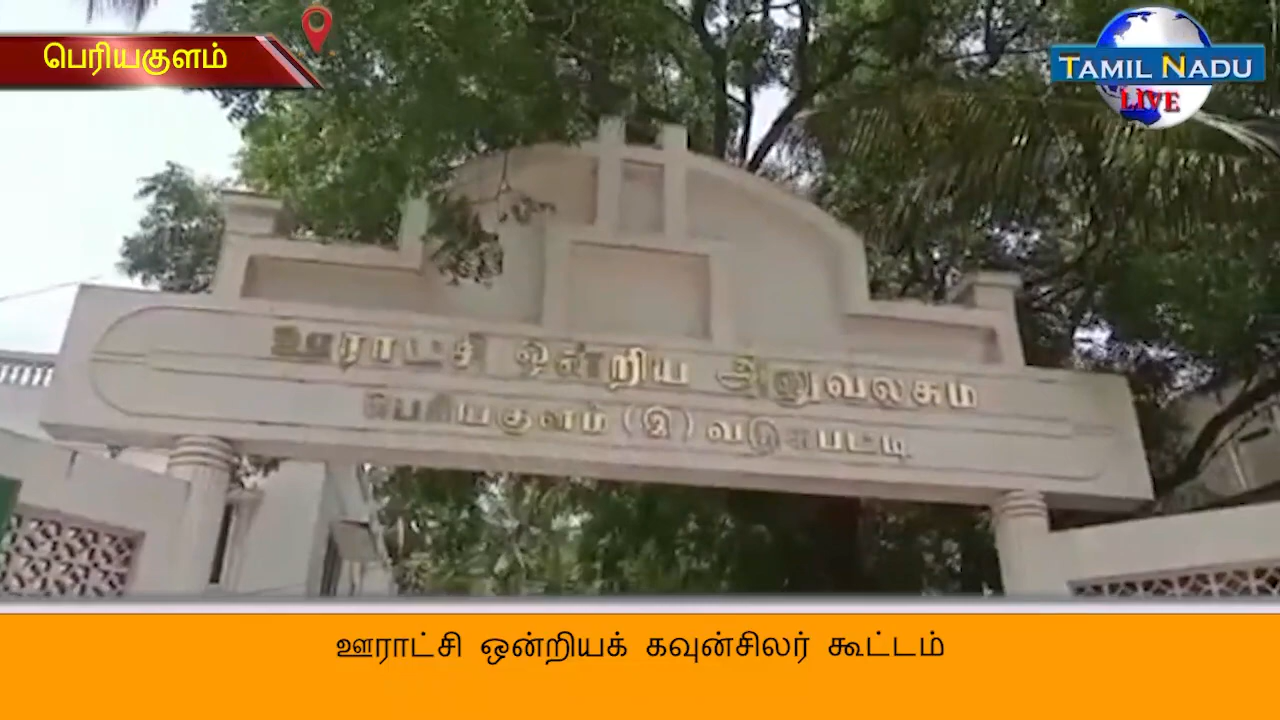 பெரியகுளம்
TAMIL NADU
LIVE
ஊராட்சி ஒன்றிய அலுவலகம்
பெரியகுளம் (இ) வடுகபட்டி
ஊராட்சி ஒன்றியக் கவுன்சிலர் கூட்டம்